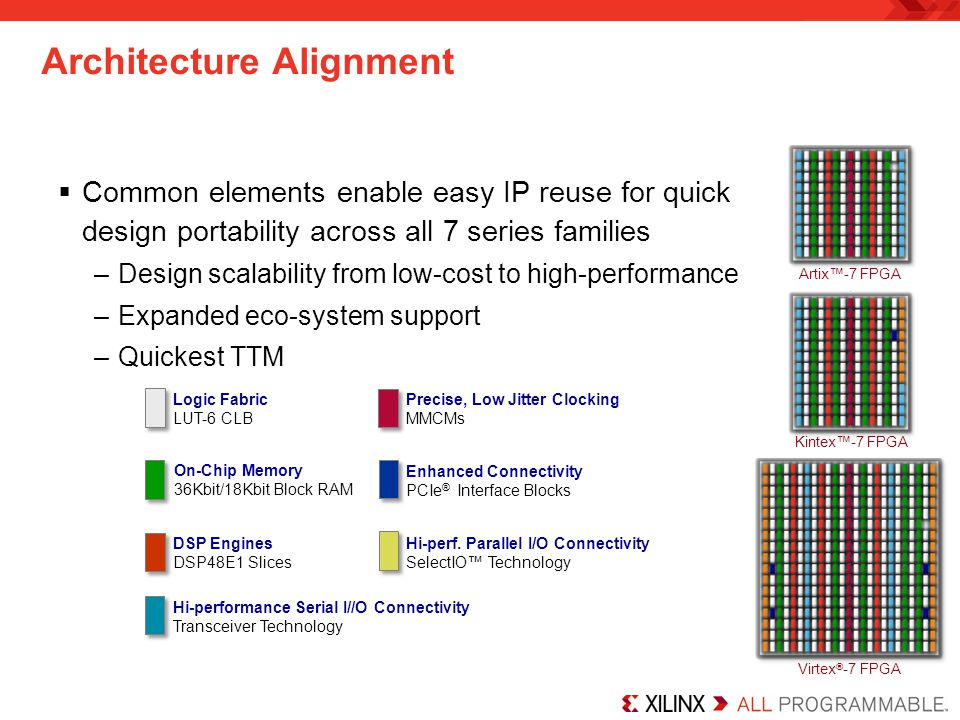 Architecture Alignment
▪ Common elements enable easy IP reuse for quick
design portability across all 7 series families
– Design scalability from low-cost to high-performance
– Expanded eco-system support
– Quickest TTM
Logic Fabric
LUT-6 CLB
Precise, Low Jitter Clocking
MMCMs
On-Chip Memory
36Kbit/18Kbit Block RAM
Enhanced Connectivity
PCIe® Interface Blocks
DSP Engines
DSP48E1 Slices
Hi-perf. Parallel I/O Connectivity
SelectIO™ Technology
Hi-performance Serial I//O Connectivity
Transceiver Technology
Artix™-7 FPGA
Kintex™-7 FPGA
Virtex®-7 FPGA
XILINX ALL PROGRAMMABLE.